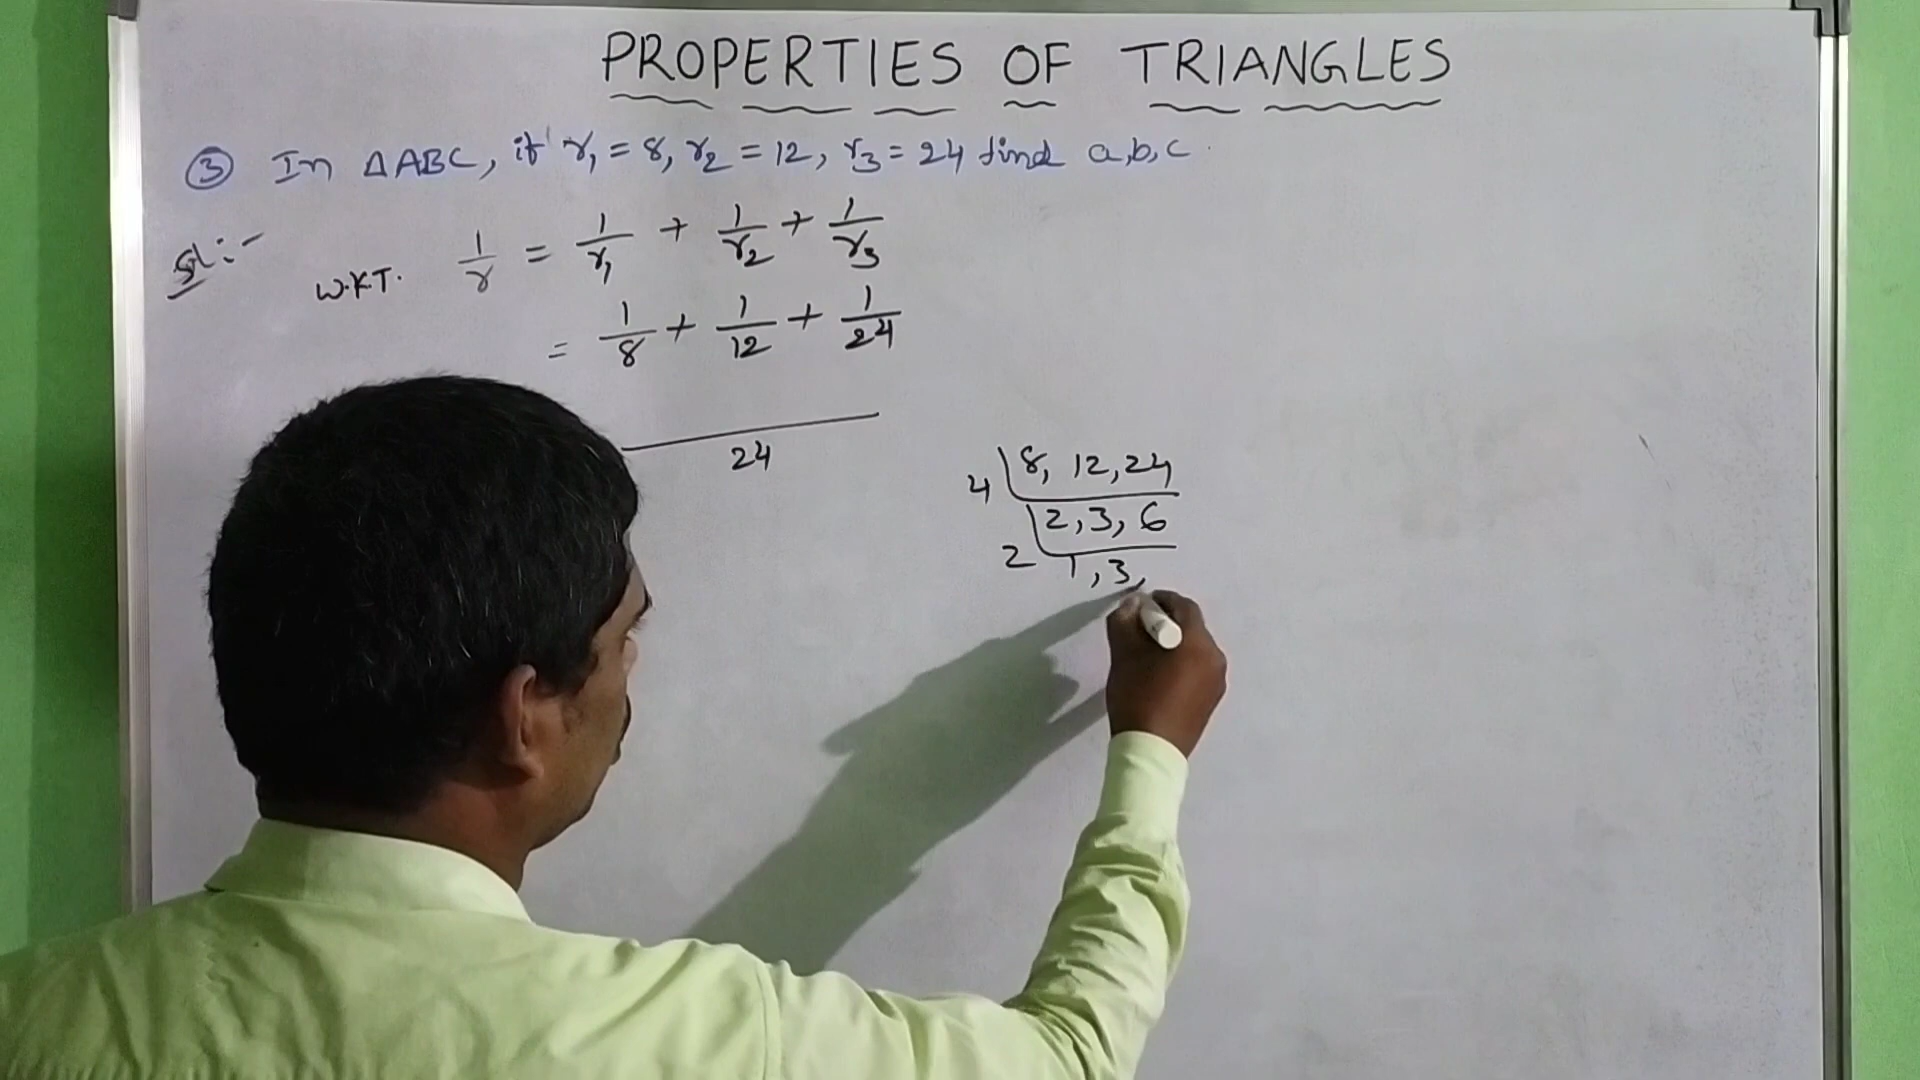 PROPERTIES OF TRIANGLES
③ In ΔABC, if r₁ = 8, r₂ = 12, r₃ = 24 find a,b,c.
Sol:-
W.K.T. 1/r = 1/r₁ + 1/r₂ + 1/r₃
= 1/8 + 1/12 + 1/24
24
4 | 8, 12, 24
2 | 2, 3, 6
1, 3,